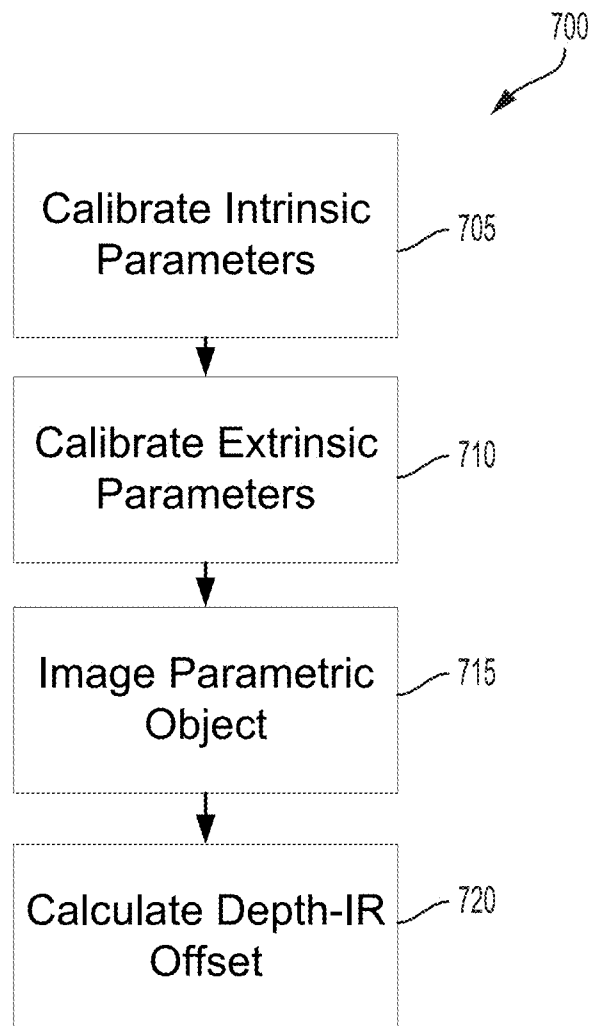 700
Calibrate Intrinsic
Parameters
705
Calibrate Extrinsic
Parameters
710
Image Parametric
Object
715
Calculate Depth-IR
Offset
720